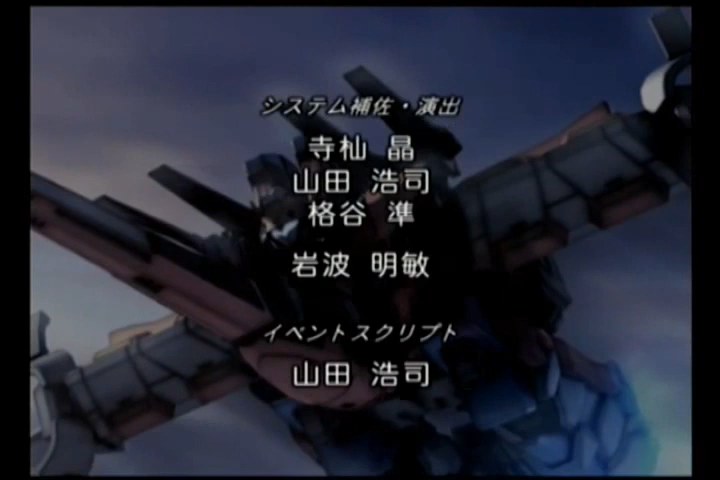 システム補佐・演出
寺杣 晶
山田 浩司
格谷 準
岩波 明敏
イベントスクリプト
山田 浩司